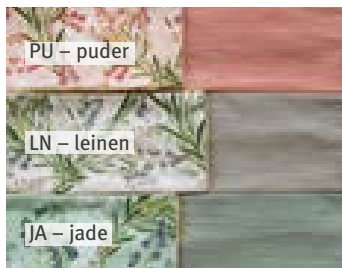 PU – puder
LN – leinen
JA – jade